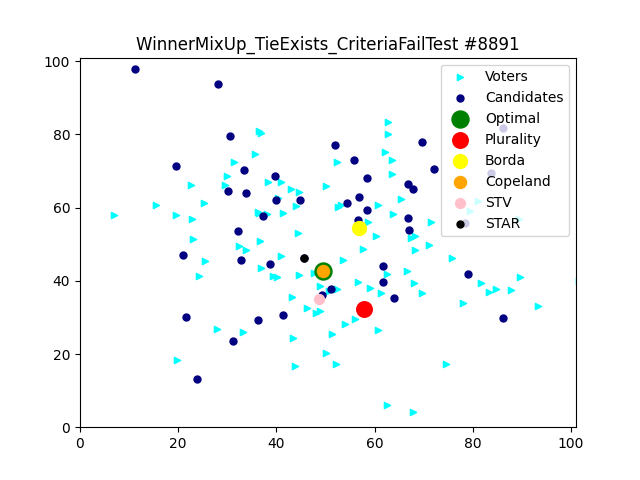 WinnerMixUp_TieExists_CriteriaFailTest #8891
100
80
60
40
20
0
0
20
40
60
80
100
Voters
Candidates
Optimal
Plurality
Borda
Copeland
STV
STAR